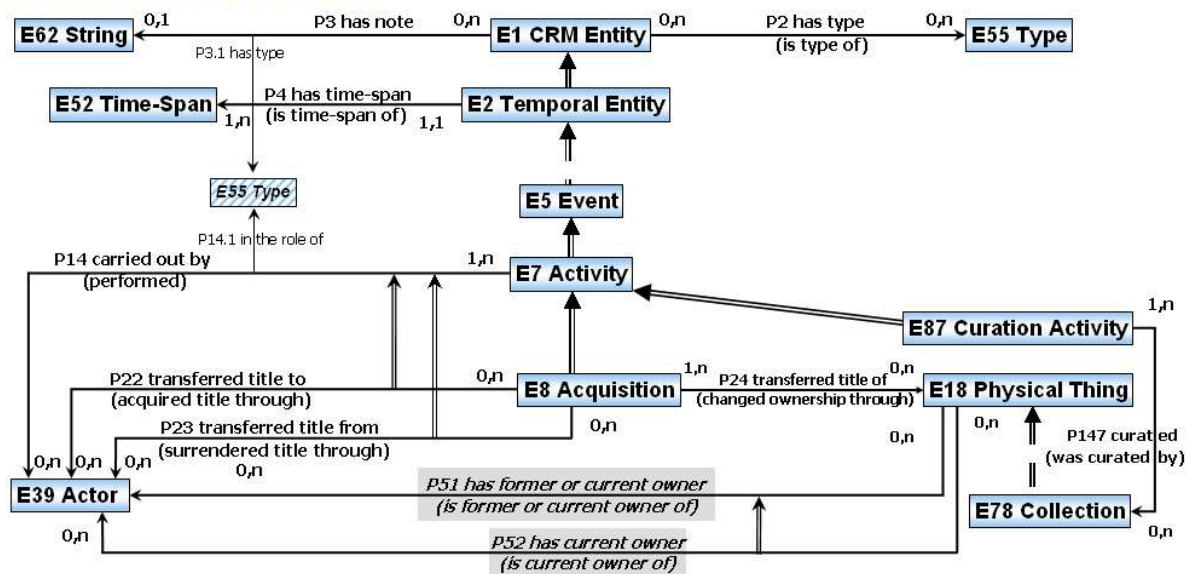 0,1 P3 has note 0,n 0,n P2 has type 0,n
E62 String E1 CRM Entity (is type of) E55 Type
P3.1 has type
E52 Time-Span P4 has time-span E2 Temporal Entity
1,n (is time-span of) 1,1
E55 Type
E5 Event
P14.1 in the role of
P14 carried out by 1,n E7 Activity
(performed)
E87 Curation Activity 1,n
P22 transferred title to 0,n E8 Acquisition 1,n P24 transferred title of 0,n E18 Physical Thing
(acquired title through) (changed ownership through)
P23 transferred title from 0,n 0,n 0,n P147 curated
(surrendered title through) (was curated by)
0,n 0,n 0,n 0,n
E39 Actor P51 has former or current owner E78 Collection
(is former or current owner of)
0,n P52 has current owner 0,n
(is current owner of)